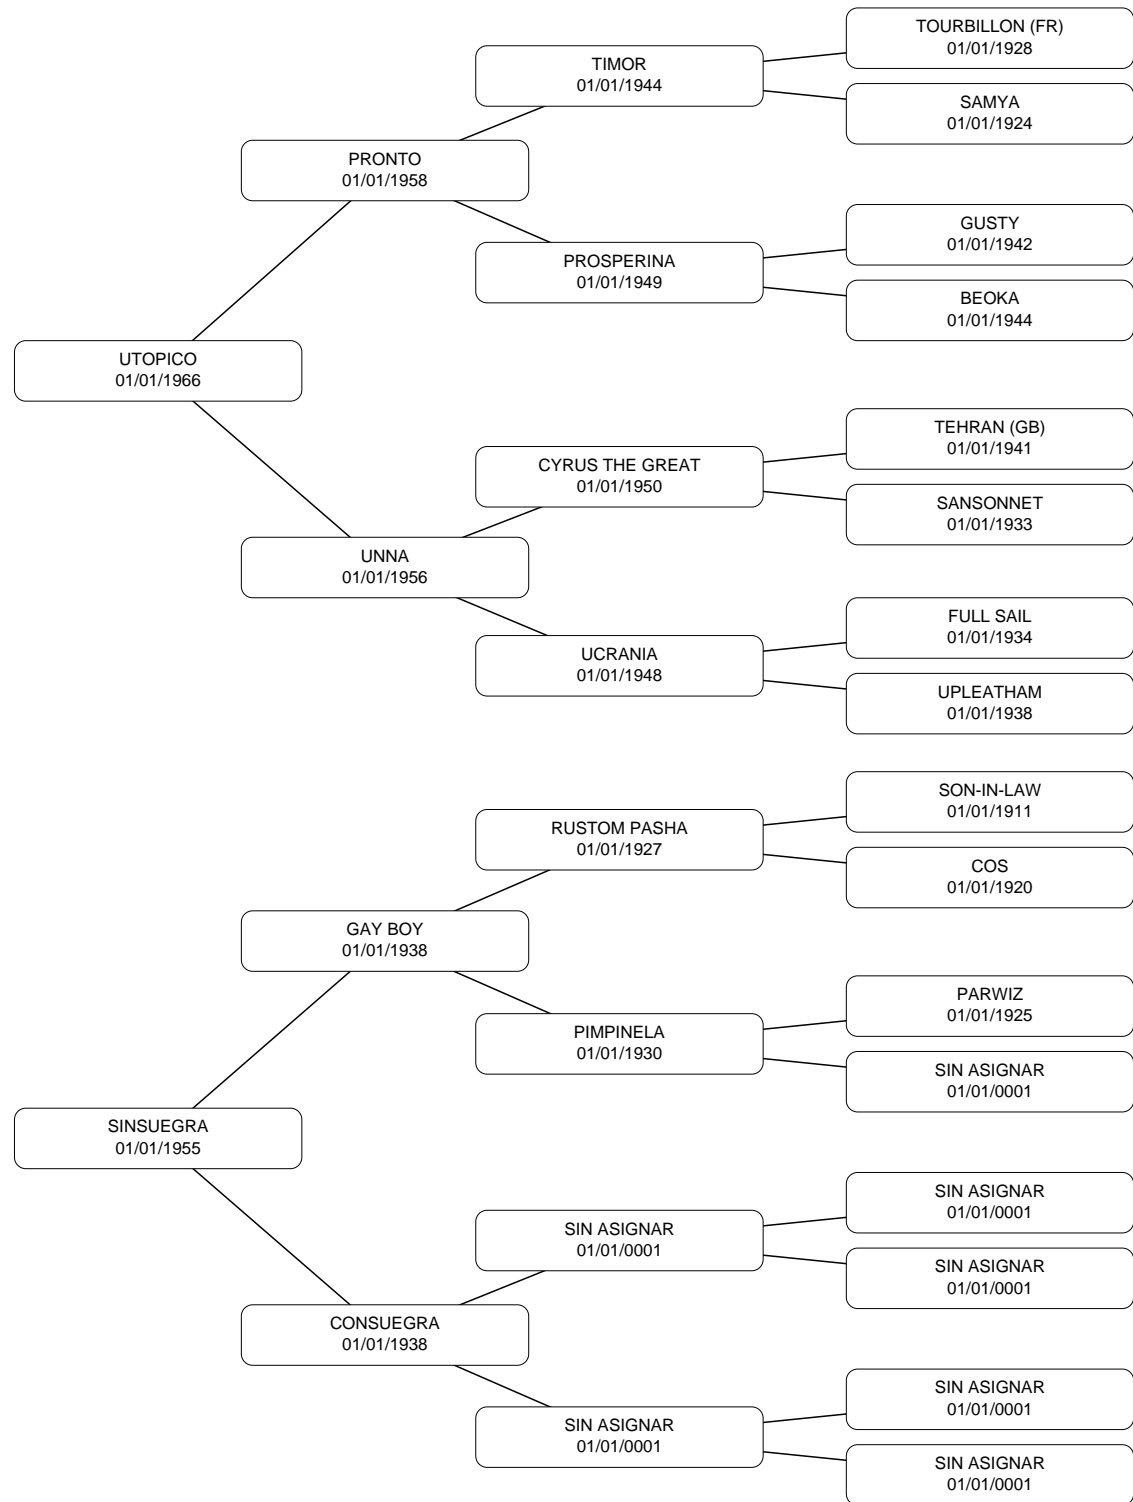 TOURBILLON (FR)
01/01/1928
TIMOR
01/01/1944
SAMYA
01/01/1924
PRONTO
01/01/1958
GUSTY
01/01/1942
PROSPERINA
01/01/1949
BEOKA
01/01/1944
UTOPICO
01/01/1966
TEHRAN (GB)
01/01/1941
CYRUS THE GREAT
01/01/1950
SANSONNET
01/01/1933
UNNA
01/01/1956
FULL SAIL
01/01/1934
UCRANIA
01/01/1948
UPLEATHAM
01/01/1938
SON-IN-LAW
01/01/1911
RUSTOM PASHA
01/01/1927
COS
01/01/1920
GAY BOY
01/01/1938
PARWIZ
01/01/1925
PIMPINELA
01/01/1930
SIN ASIGNAR
01/01/0001
SINSUEGRA
01/01/1955
SIN ASIGNAR
01/01/0001
SIN ASIGNAR
01/01/0001
SIN ASIGNAR
01/01/0001
CONSUEGRA
01/01/1938
SIN ASIGNAR
01/01/0001
SIN ASIGNAR
01/01/0001
SIN ASIGNAR
01/01/0001